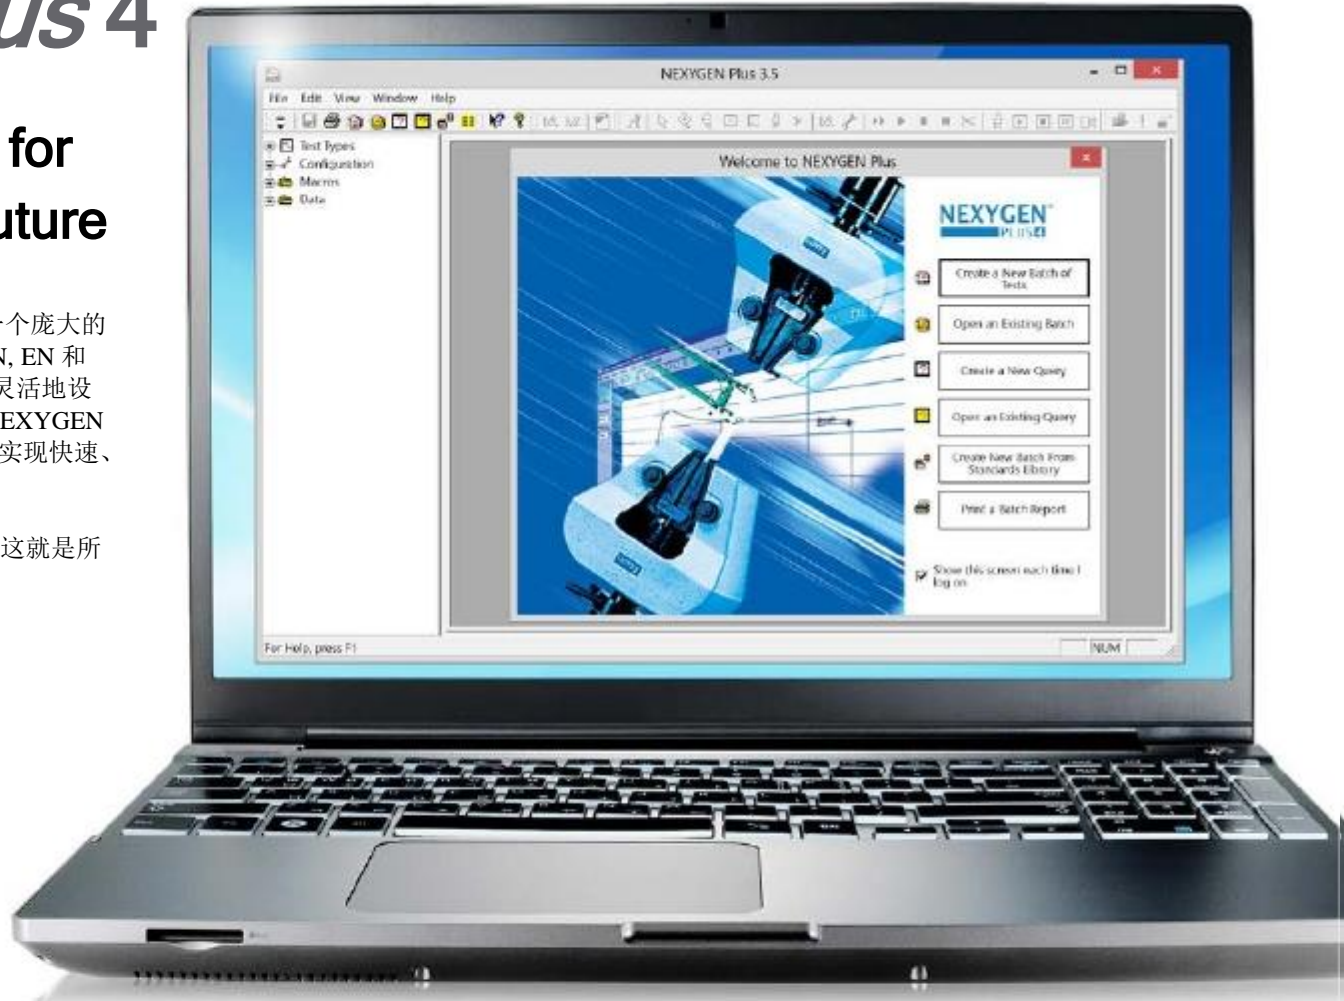 us 4
for
uture
一个庞大的
N, EN 和
灵活地设
EXYGEN
实现快速、
这就是所
NEXYGEN Plus 3.5
File Edit View Window Help
Test Types
Configuration
Macros
Data
Welcome to NEXYGEN Plus
NEXYGEN
PLUS 4
Create a New Batch of
Tests
Open an Existing Batch
Create a New Query
Open an Existing Query
Create New Batch From
Standards Library
Print a Batch Report
Show this screen each time I
log on
For Help, press F1
NUM